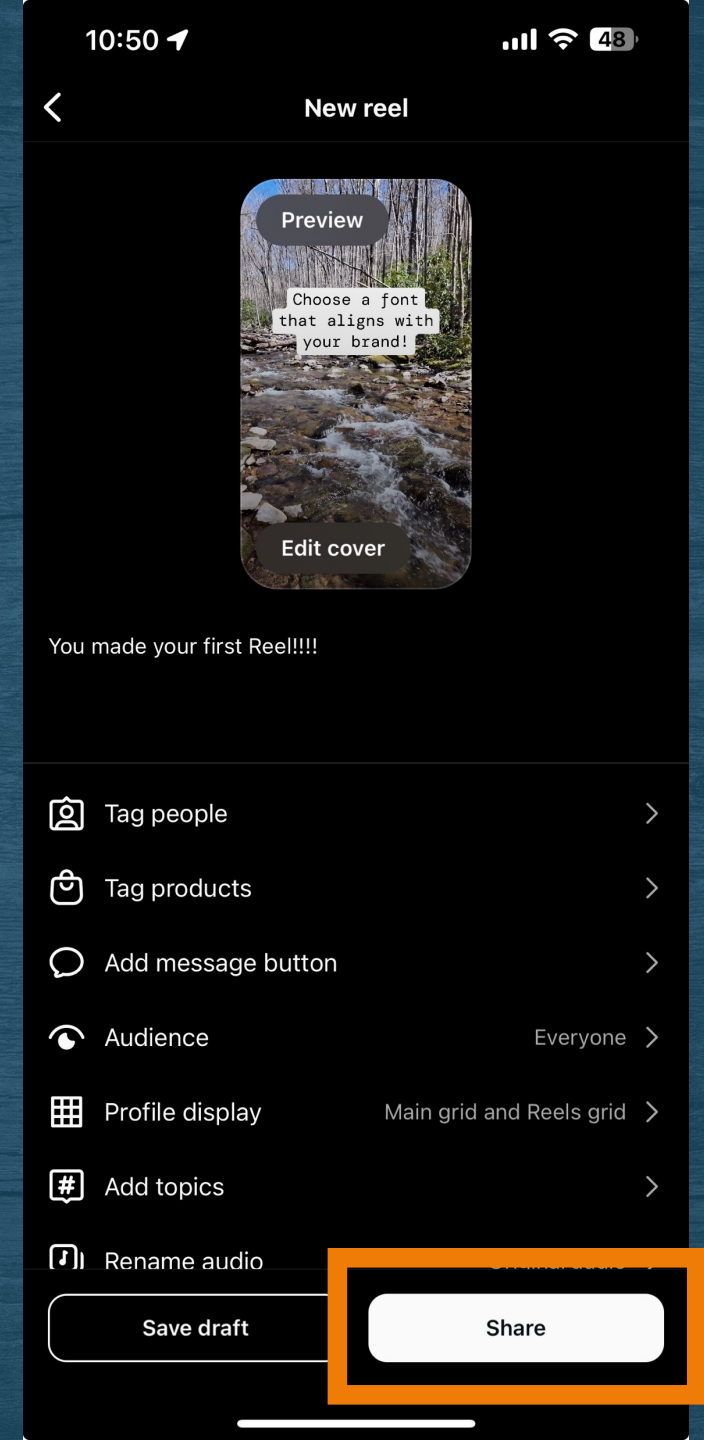 10:50
48
New reel
Preview
Choose a font
that aligns with
your brand!
Edit cover
You made your first Reel!!!!
Tag people
Tag products
Add message button
Audience Everyone
Profile display Main grid and Reels grid
Add topics
Rename audio
Save draft Share